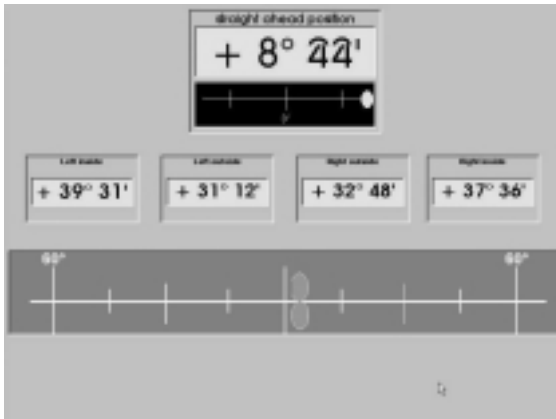 straight ahead position
+ 8° 44'
0°
Left inside
Left outside
Right outside
Right inside
+ 39° 31'
+ 31° 12'
+ 32° 48'
+ 37° 36'
60°
60°